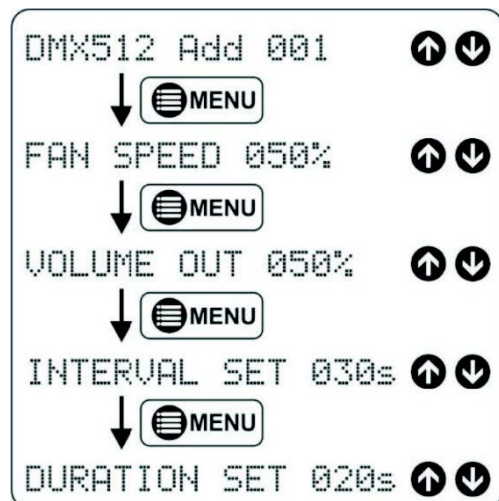 DMX512 Add 001
MENU
FAN SPEED 050%
MENU
VOLUME OUT 050%
MENU
INTERVAL SET 030s
MENU
DURATION SET 020s